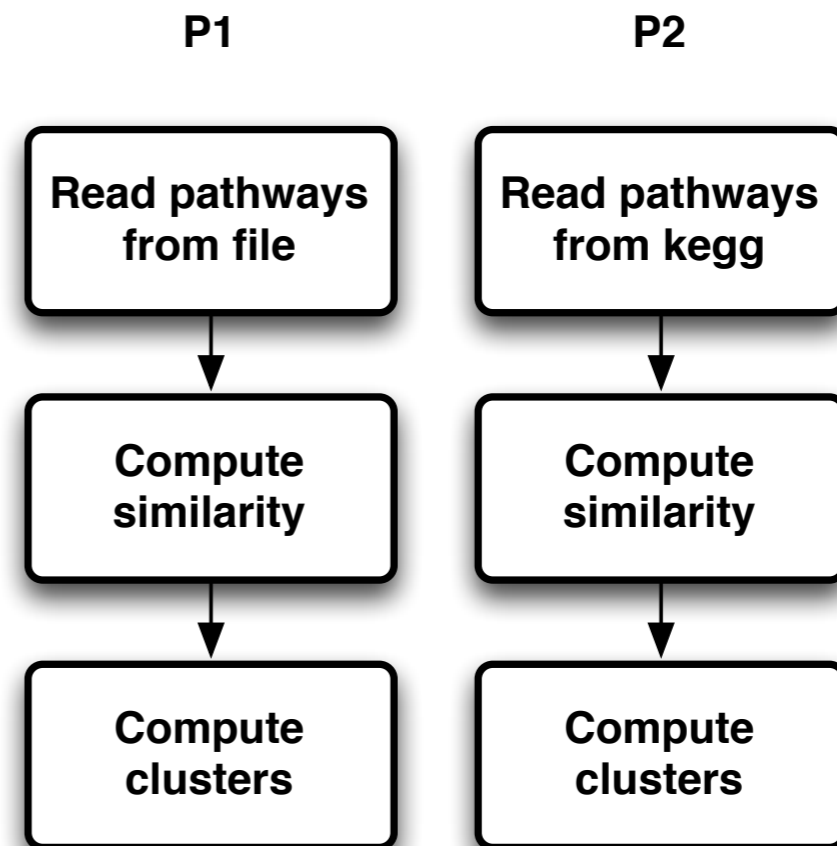 P1
P2
Read pathways
from file
Read pathways
from kegg
Compute
similarity
Compute
similarity
Compute
clusters
Compute
clusters